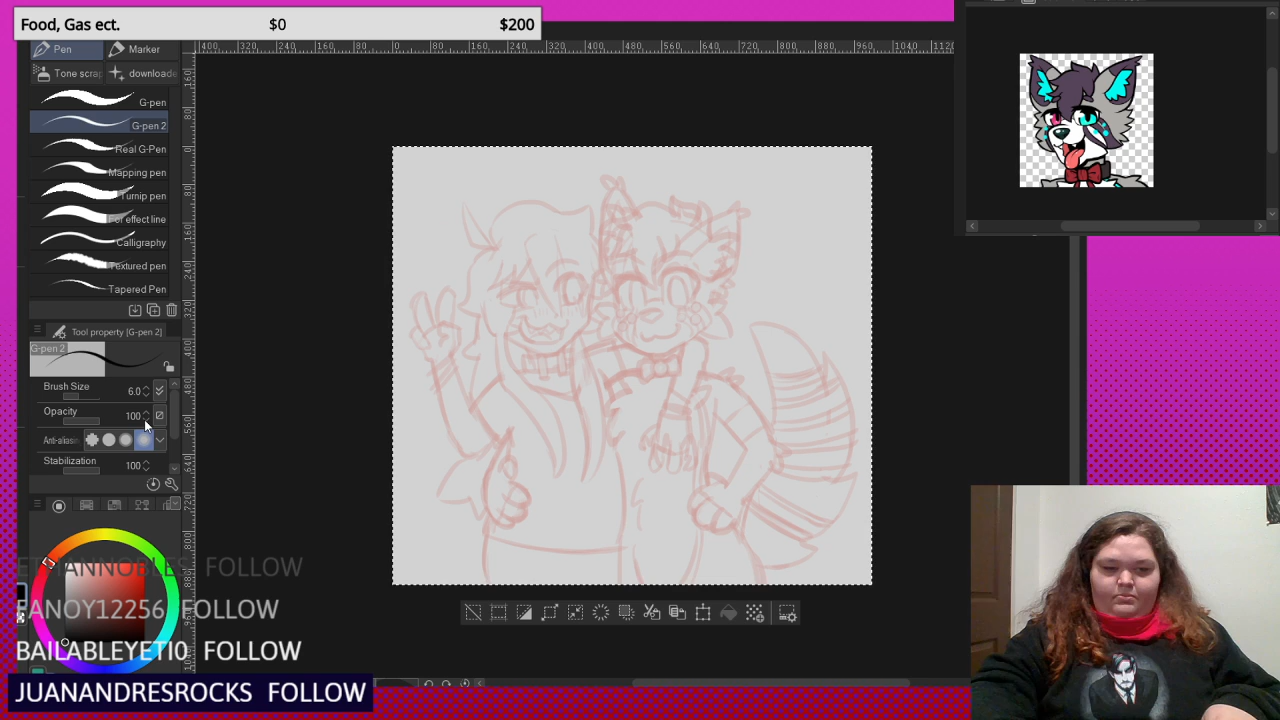 Food, Gas ect. $0 $200
Pen Marker
Tone scrap downloade
G-pen
G-pen 2
Real G-Pen
Mapping pen
Turnip pen
For effect line
Calligraphy
Textured pen
Tapered Pen
Tool property [G-pen 2]
G-pen 2
Brush Size 6.0
Opacity 100
Anti-aliasin
Stabilization 100
FOLLOW
FANOY12256 FOLLOW
BAILABLEYETI0 FOLLOW
JUANANDRESROCKS FOLLOW